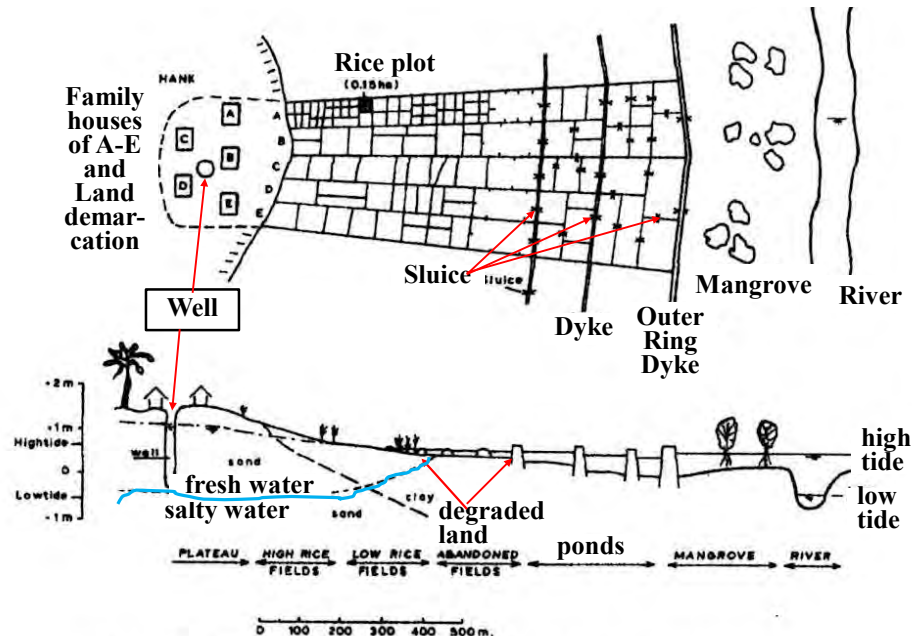 Rice plot
(0.15ha)
HANK
Family
houses
of A-E
and
Land
demar-
cation
A
C
B
D
E
A
B
C
D
E
Sluice
sluice
Well
Dyke
Outer
Ring
Dyke
Mangrove
River
+2m
+1m
Hightide
0
Lowtide
-1m
well
sand
fresh water
salty water
sand
clay
degraded
land
high
tide
low
tide
ponds
PLATEAU
HIGH RICE
FIELDS
LOW RICE
FIELDS
ABANDONED
FIELDS
MANGROVE
RIVER
0 100 200 300 400 500 m.